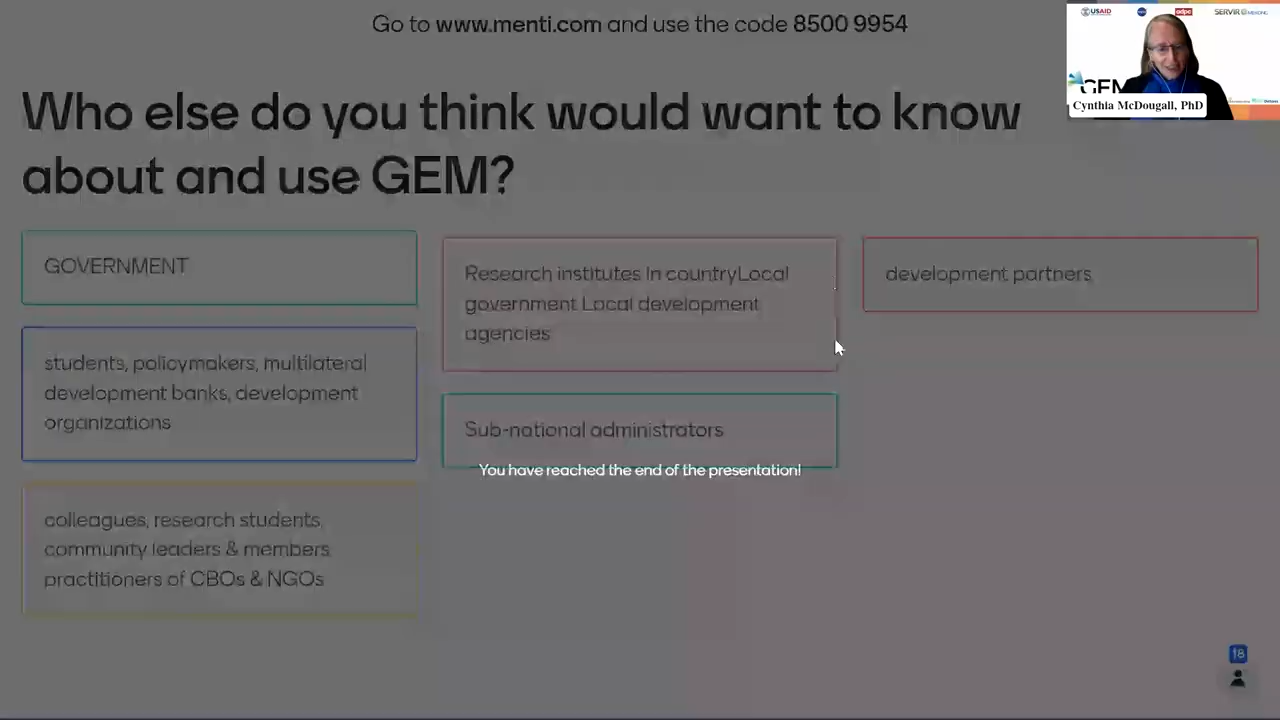 Go to www.menti.com and use the code 8500 9954
USAID
adpc
SERVIR MEKONG
GEM
Cynthia McDougall, PhD
Who else do you think would want to know
about and use GEM?
GOVERNMENT
students, policymakers, multilateral
development banks, development
organizations
colleagues, research students,
community leaders & members,
practitioners of CBOs & NGOs
Research institutes in countryLocal
government Local development
agencies
Sub-national administrators
development partners
You have reached the end of the presentation!
18